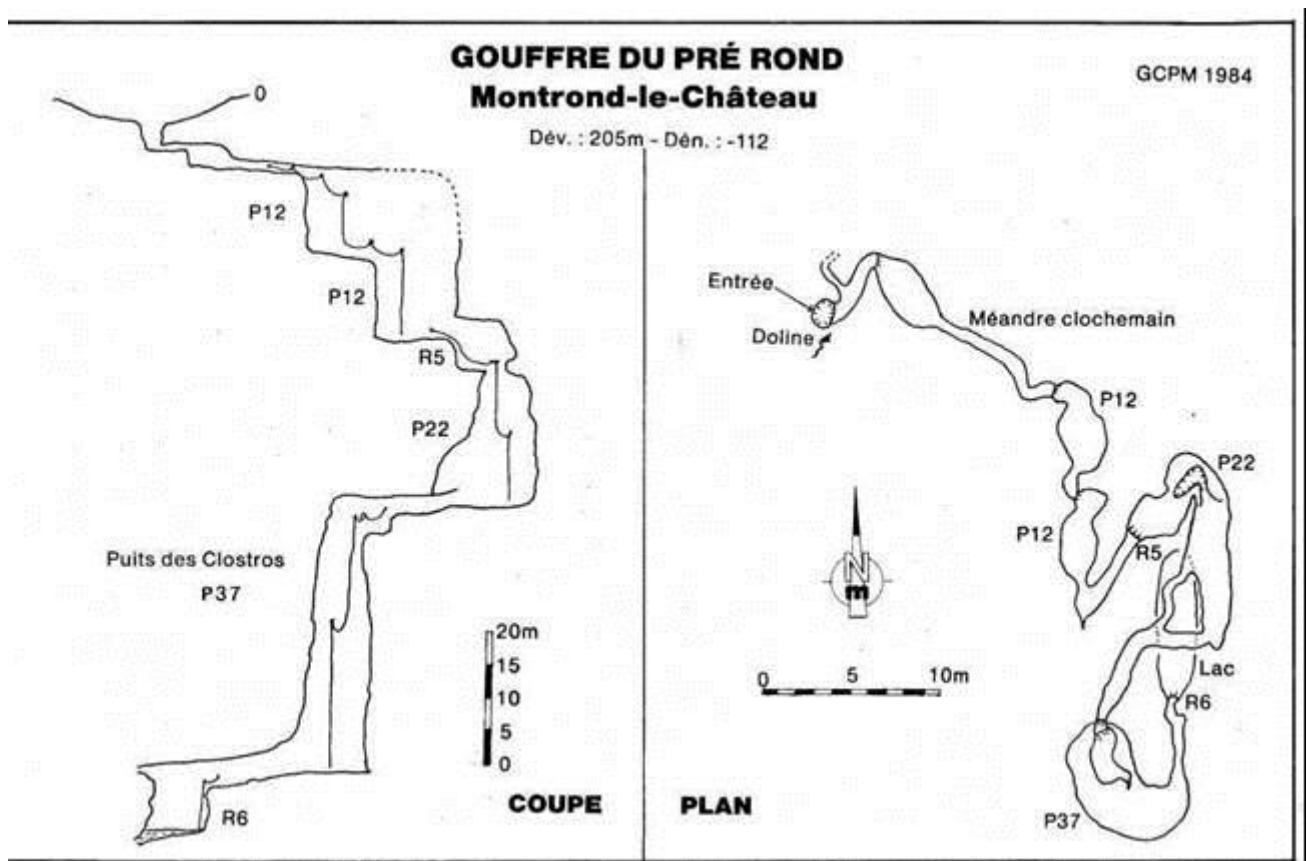 GOUFFRE DU PRÉ ROND
Montrond-le-Château
GCPM 1984
Dév. : 205m - Dén. : -112
0
P12
P12
R5
P22
Puits des Clostros
P37
20m
15
10
5
0
R6
COUPE
Entrée
Doline
Méandre clochemain
P12
P22
P12
R5
N
m
0 5 10m
Lac
R6
P37
PLAN